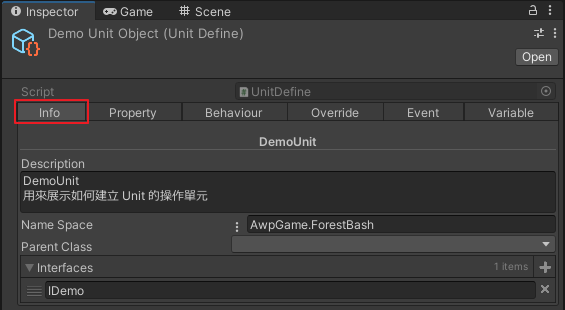 Inspector Game Scene
Demo Unit Object (Unit Define)
Open
Script UnitDefine
Info Property Behaviour Override Event Variable
DemoUnit
Description
DemoUnit
用來展示如何建立 Unit 的操作單元
Name Space AwpGame.ForestBash
Parent Class
Interfaces 1 items
IDemo